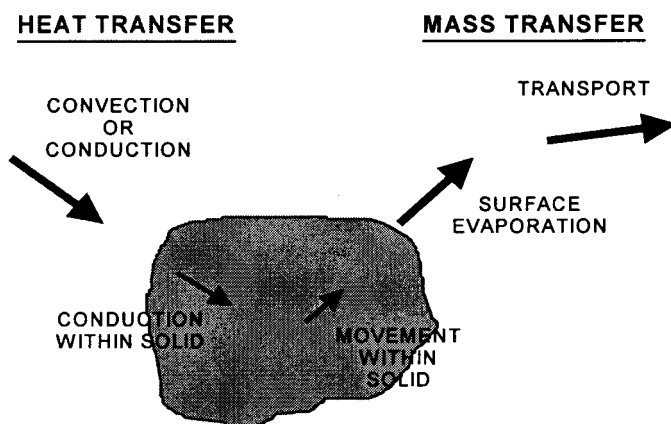 HEAT TRANSFER
MASS TRANSFER
CONVECTION
OR
CONDUCTION
TRANSPORT
SURFACE
EVAPORATION
CONDUCTION
WITHIN SOLID
MOVEMENT
WITHIN
SOLID